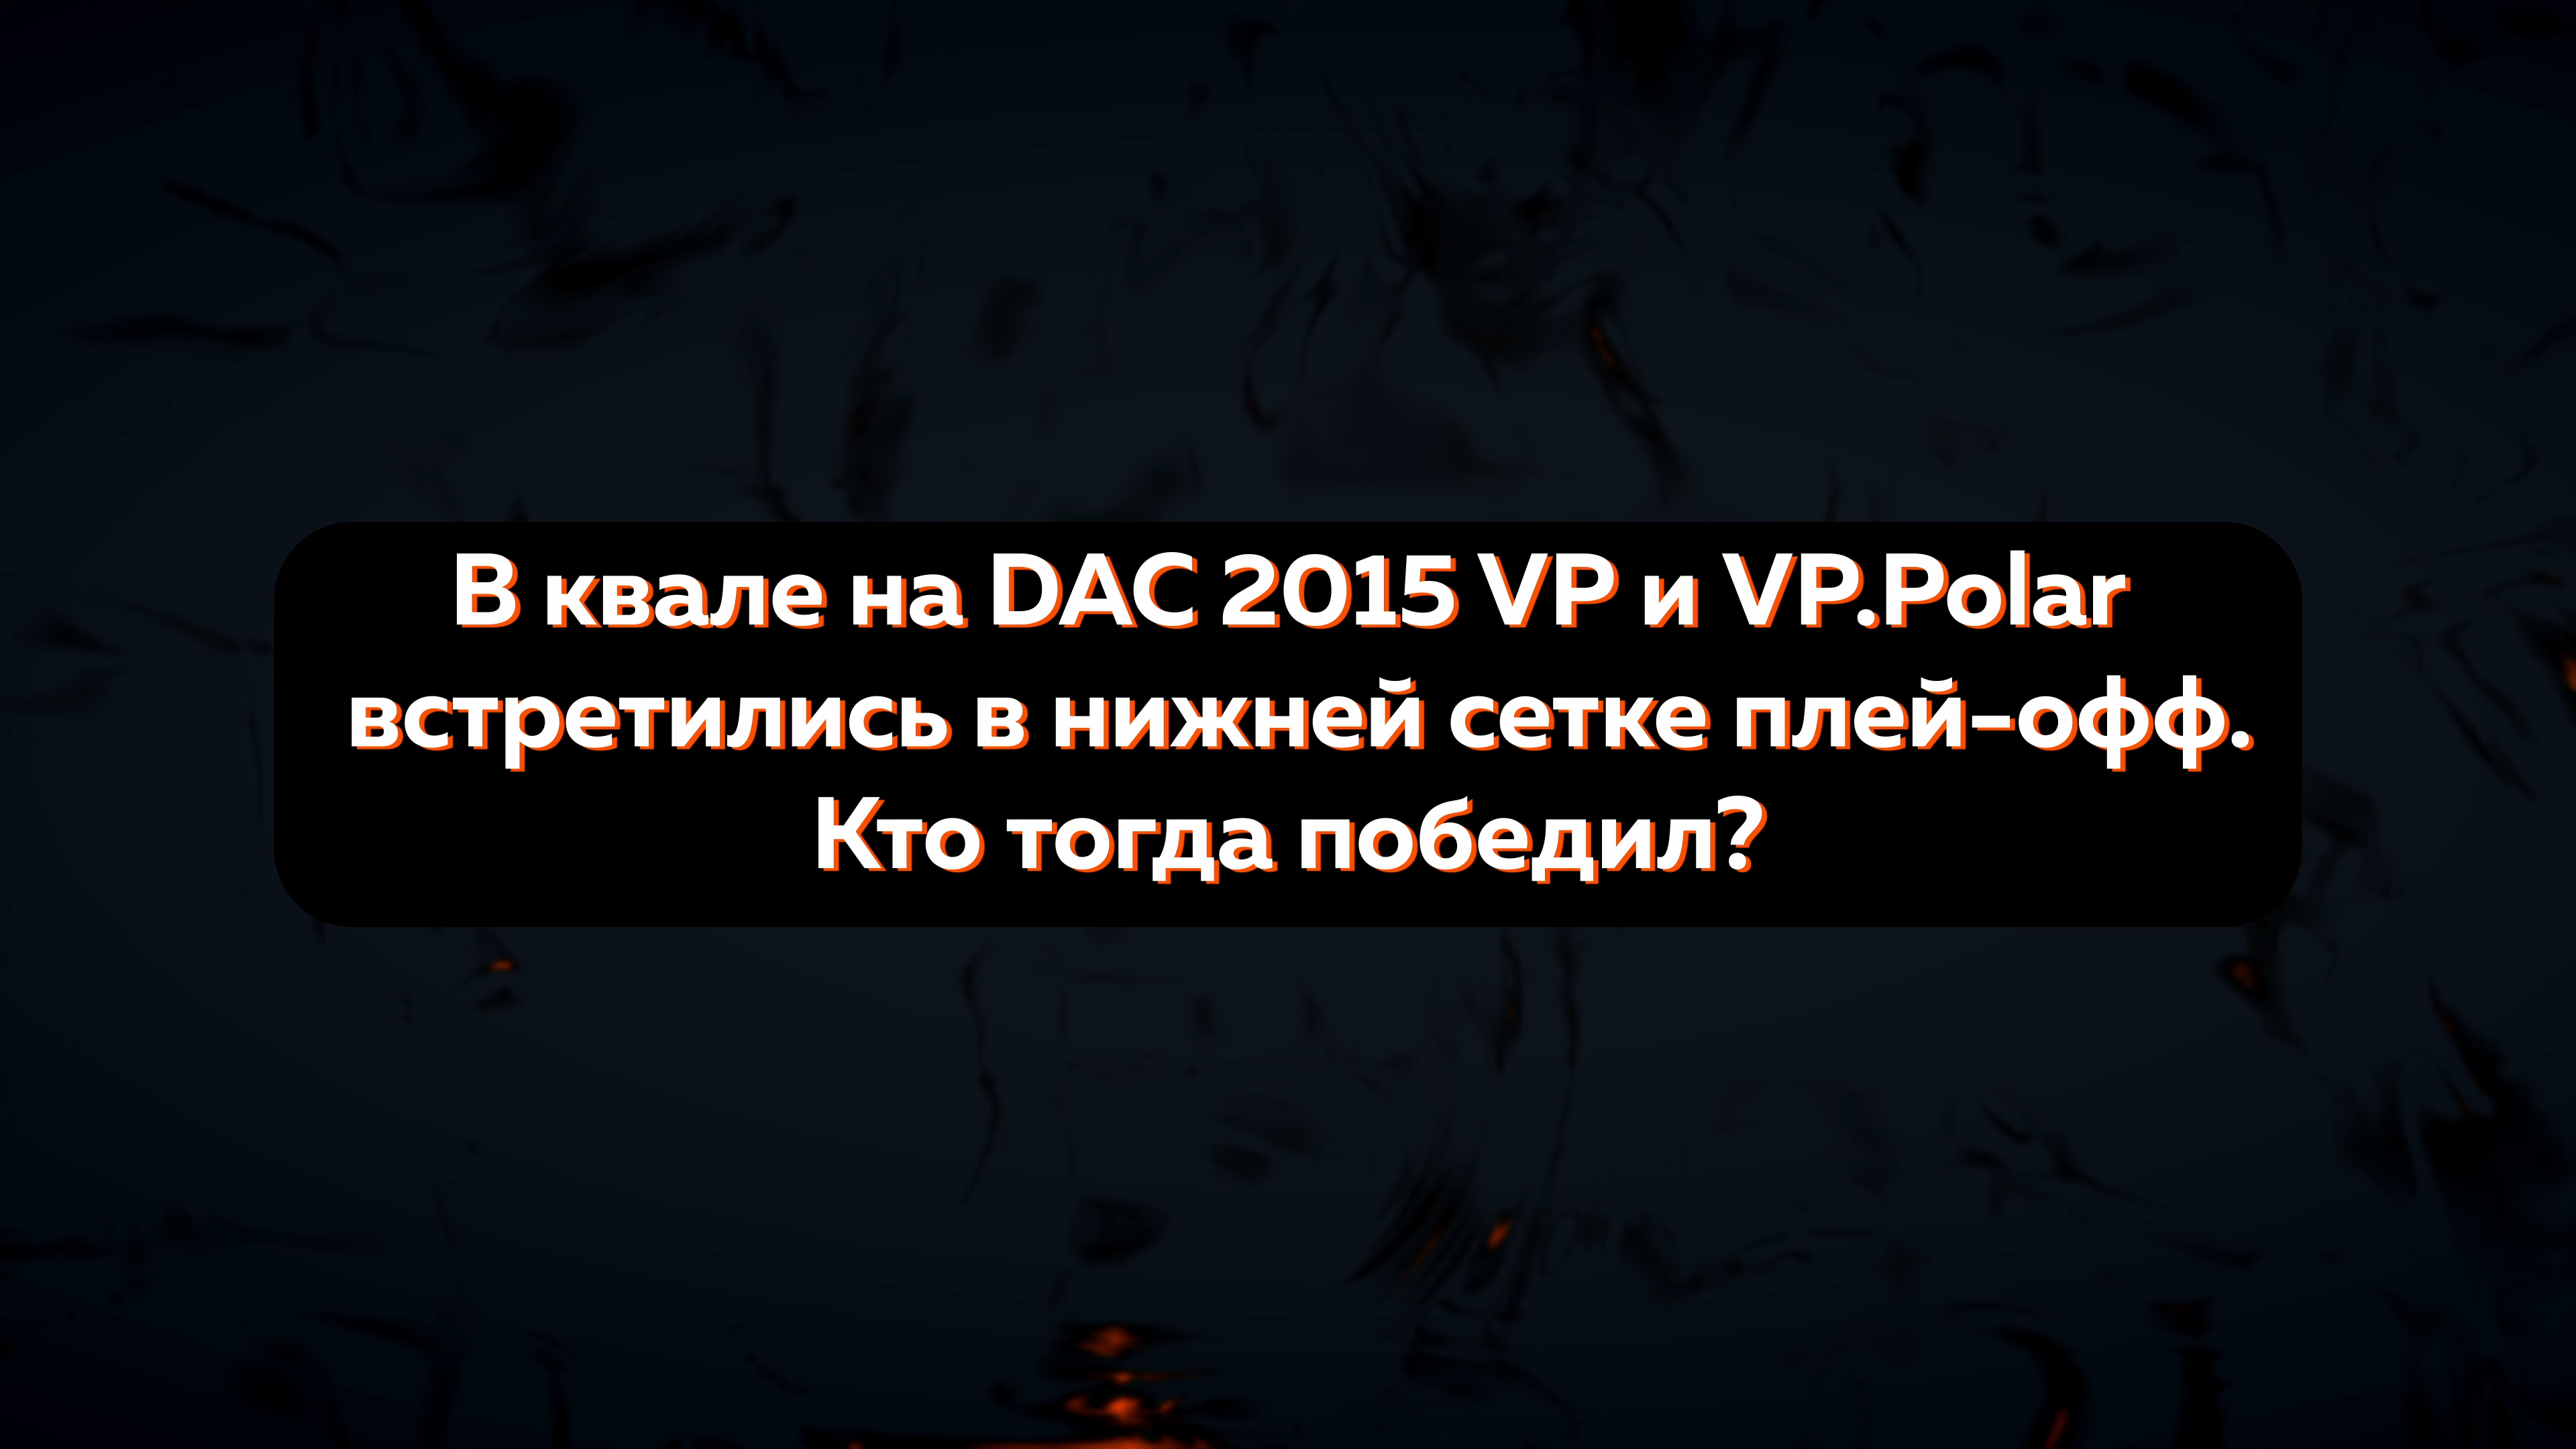 В квале на DAC 2015 VP и VP.Polar
встретились в нижней сетке плей-офф.
Кто тогда победил?